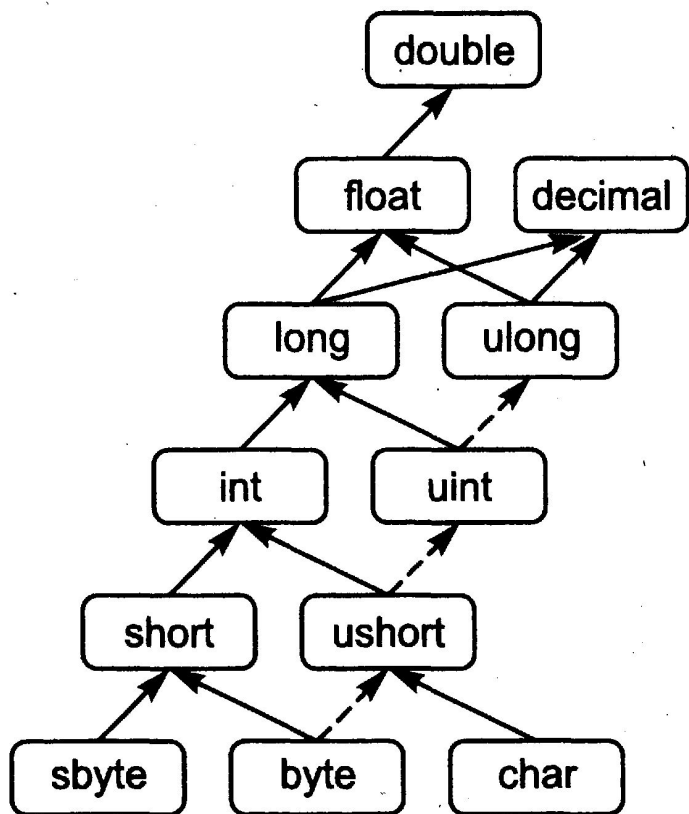 double
float
decimal
long
ulong
int
uint
short
ushort
sbyte
byte
char